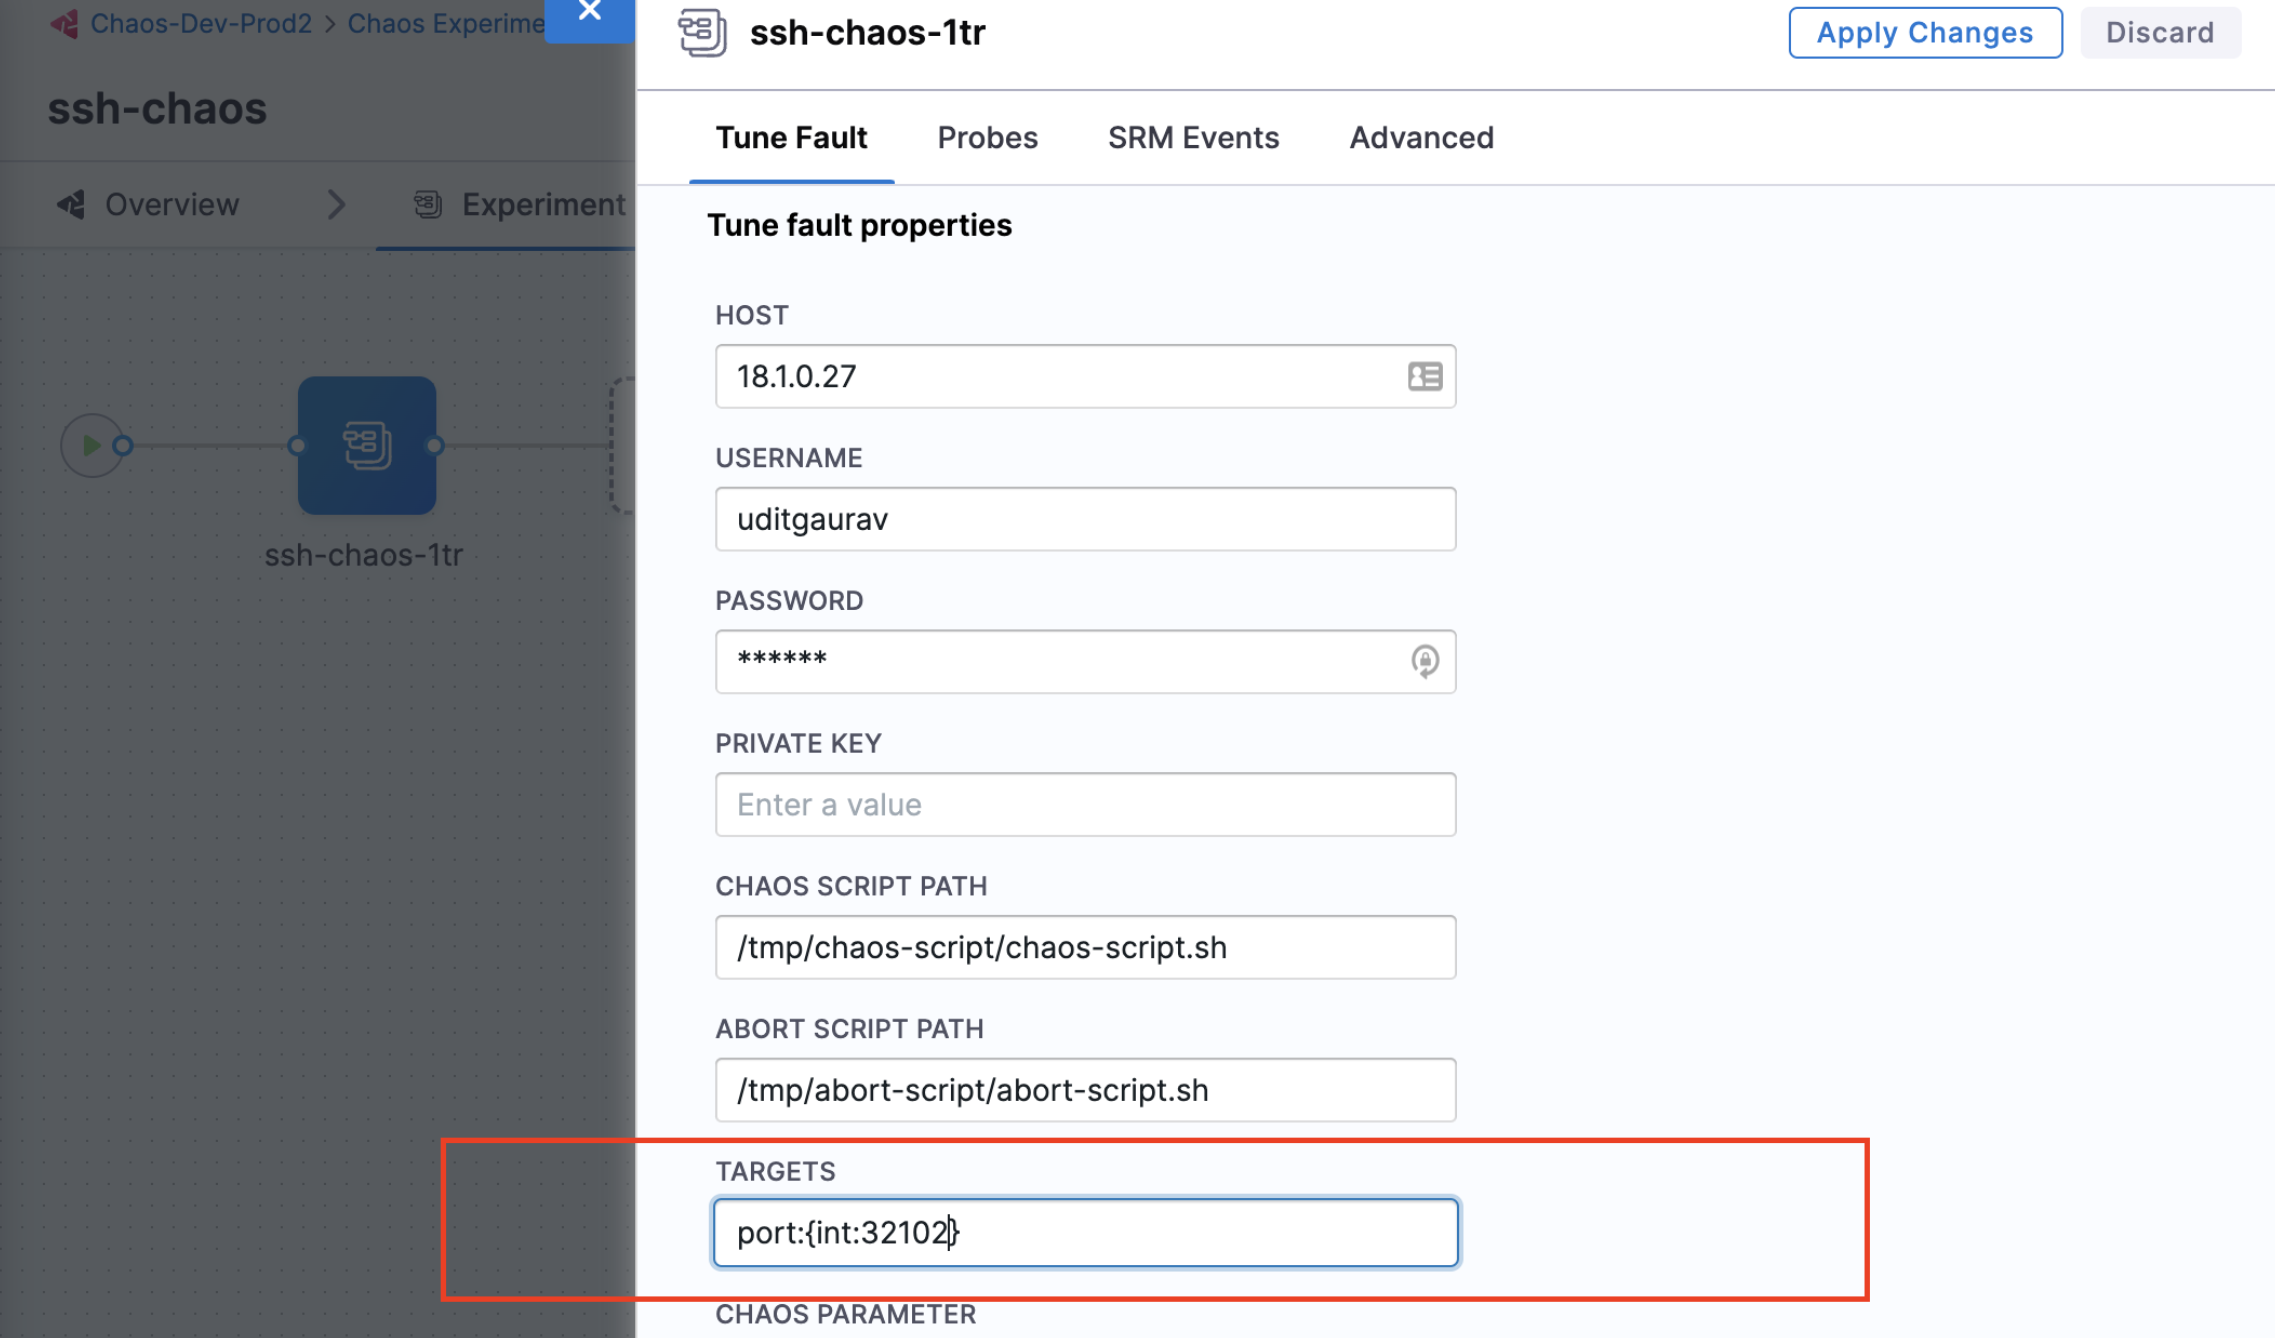 Chaos-Dev-Prod2 > Chaos Experime
ssh-chaos
Overview
Experiment
ssh-chaos-1tr
ssh-chaos-1tr
Apply Changes
Discard
Tune Fault
Probes
SRM Events
Advanced
Tune fault properties
HOST
18.1.0.27
USERNAME
uditgaurav
PASSWORD
******
PRIVATE KEY
Enter a value
CHAOS SCRIPT PATH
/tmp/chaos-script/chaos-script.sh
ABORT SCRIPT PATH
/tmp/abort-script/abort-script.sh
TARGETS
port:{int:32102}
CHAOS PARAMETER